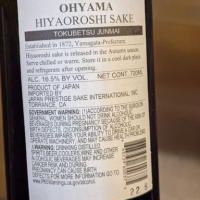 OHYAMA
HIYAOROSHI SAKE
TOKUBETSU JUNMAI
Established in 1872, Yamagata-Prefecture.
Hiyaoroshi sake is released in the Autumn season.
Serve chilled or warm. Store it in a cool dark place
and refrigerate after opening.
ALC. 16.5% BY VOL. NET.720ML
PRODUCT OF JAPAN
IMPORTED BY
JAPAN PRESTIGE SAKE INTERNATIONAL INC.
TORRANCE, CA
GOVERNMENT WARNING: (1) ACCORDING TO THE SURGEON
GENERAL, WOMEN SHOULD NOT DRINK ALCOHOLIC
BEVERAGES DURING PREGNANCY BECAUSE OF THE RISK OF
BIRTH DEFECTS. (2) CONSUMPTION OF ALCOHOLIC
BEVERAGES IMPAIRS YOUR ABILITY TO DRIVE A CAR OR
OPERATE MACHINERY, AND MAY CAUSE HEALTH
WARNING: DRINKING DISTILLED
SPIRITS, BEER, COOLERS, WINE AND OTHER
ALCOHOLIC BEVERAGES MAY INCREASE
CANCER RISK, AND, DURING
PREGNANCY, CAN CAUSE BIRTH
DEFECTS. FOR MORE INFORMATION GO TO
www.P65Warnings.ca.gov/alcohol
22.8